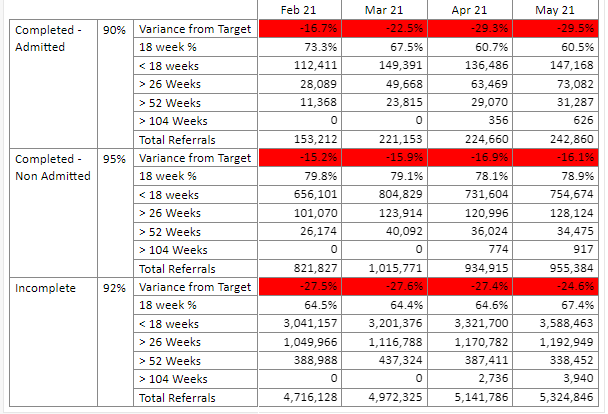 Feb 21 Mar 21 Apr 21 May 21
Completed - Admitted 90% Variance from Target -16.7% -22.5% -29.3% -29.5%
18 week % 73.3% 67.5% 60.7% 60.5%
< 18 weeks 112,411 149,391 136,486 147,168
> 26 Weeks 28,089 49,668 63,469 73,082
> 52 Weeks 11,368 23,815 29,070 31,287
> 104 Weeks 0 0 356 626
Total Referrals 153,212 221,153 224,660 242,860
Completed - Non Admitted 95% Variance from Target -15.2% -15.9% -16.9% -16.1%
18 week % 79.8% 79.1% 78.1% 78.9%
< 18 weeks 656,101 804,829 731,604 754,674
> 26 Weeks 101,070 123,914 120,996 128,124
> 52 Weeks 26,174 40,092 36,024 34,475
> 104 Weeks 0 0 774 917
Total Referrals 821,827 1,015,771 934,915 955,384
Incomplete 92% Variance from Target -27.5% -27.6% -27.4% -24.6%
18 week % 64.5% 64.4% 64.6% 67.4%
< 18 weeks 3,041,157 3,201,376 3,321,700 3,588,463
> 26 Weeks 1,049,966 1,116,788 1,170,782 1,192,949
> 52 Weeks 388,988 437,324 387,411 338,452
> 104 Weeks 0 0 2,736 3,940
Total Referrals 4,716,128 4,972,325 5,141,786 5,324,846